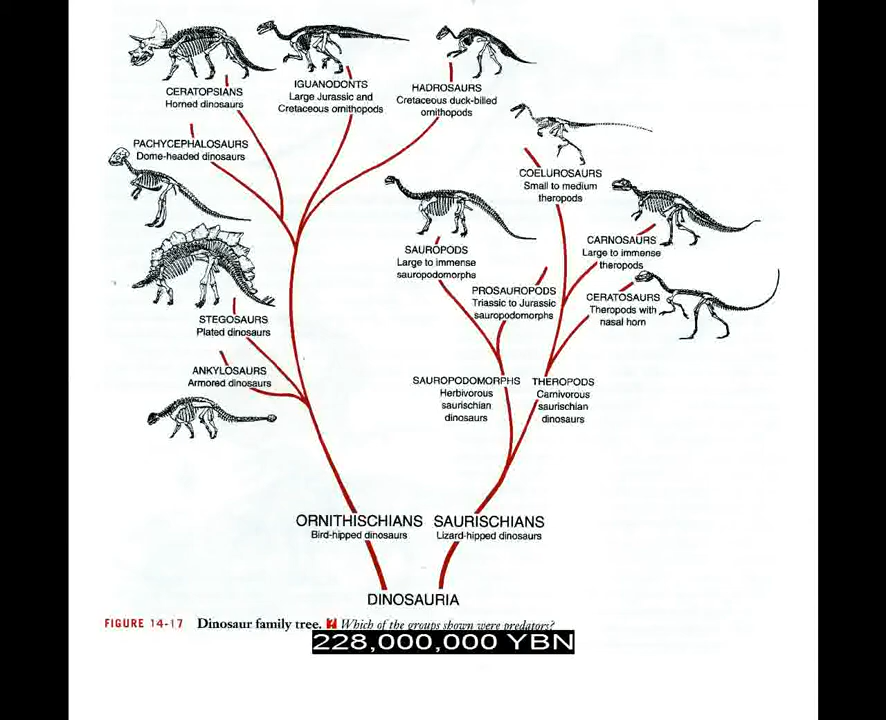 CERATOPSIANS
Horned dinosaurs
IGUANODONTS
Large Jurassic and
Cretaceous ornithopods
HADROSAURS
Cretaceous duck-billed
ornithopods
PACHYCEPHALOSAURS
Dome-headed dinosaurs
COELUROSAURS
Small to medium
theropods
SAUROPODS
Large to immense
sauropodomorphs
CARNOSAURS
Large to immense
theropods
PROSAUROPODS
Triassic to Jurassic
sauropodomorphs
CERATOSAURS
Theropods with
nasal horn
STEGOSAURS
Plated dinosaurs
ANKYLOSAURS
Armored dinosaurs
SAUROPODOMORPHS
Herbivorous
saurischian
dinosaurs
THEROPODS
Carnivorous
saurischian
dinosaurs
ORNITHISCHIANS
Bird-hipped dinosaurs
SAURISCHIANS
Lizard-hipped dinosaurs
DINOSAURIA
FIGURE 14-17 Dinosaur family tree. Which of the groups shown were predators?
228,000,000 YBN